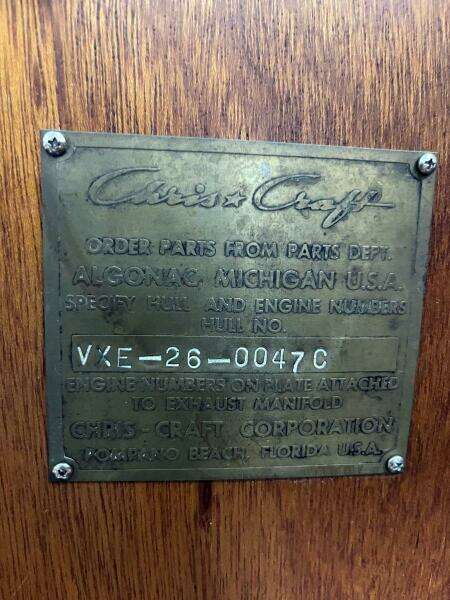 Chris ★ Craft
ORDER PARTS FROM PARTS DEPT.
ALGONAC, MICHIGAN U.S.A.
SPECIFY HULL AND ENGINE NUMBERS
HULL NO.
VXE-26-0047C
ENGINE NUMBERS ON PLATE ATTACHED
TO EXHAUST MANIFOLD
CHRIS-CRAFT CORPORATION
POMPANO BEACH, FLORIDA U.S.A.